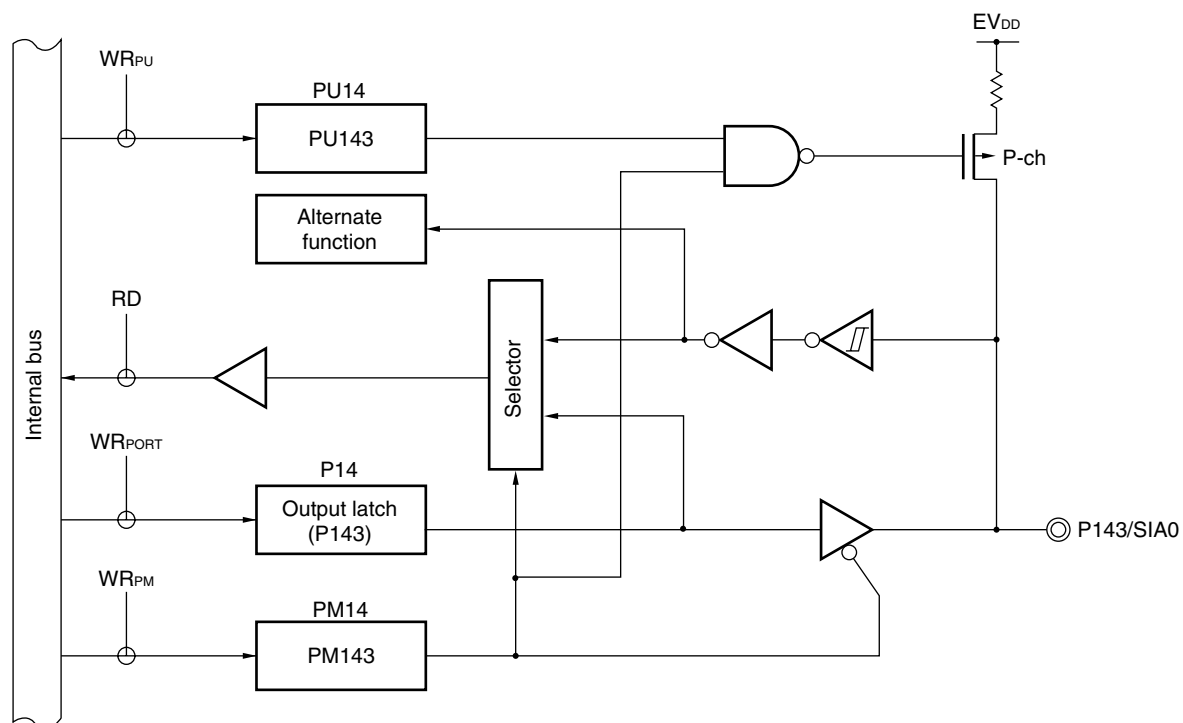 EVDD
WRPU
PU14
PU143
P-ch
Alternate
function
RD
Selector
Internal bus
WRPORT
P14
Output latch
(P143)
P143/SIA0
WRPM
PM14
PM143